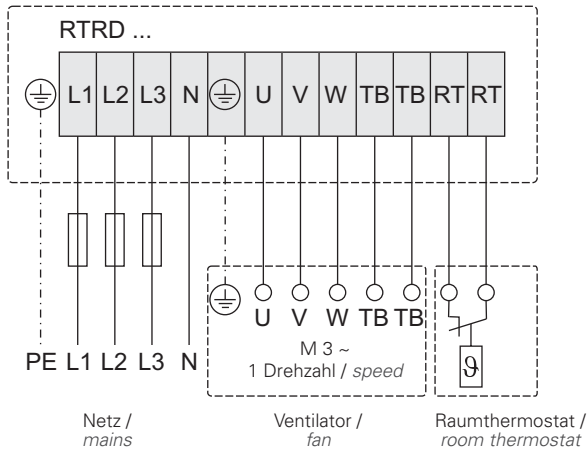 RTRD ...
L1 L2 L3 N U V W TB TB RT RT
U V W TB TB
M 3 ~
1 Drehzahl / speed
ϑ
PE L1 L2 L3 N
Netz / mains
Ventilator / fan
Raumthermostat / room thermostat